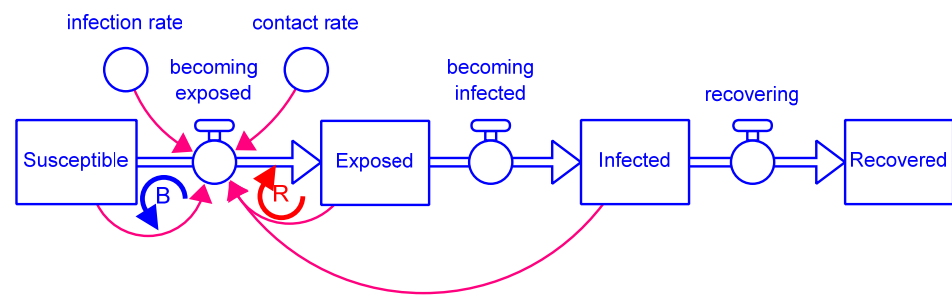 infection rate
contact rate
becoming
exposed
becoming
infected
recovering
Susceptible
Exposed
Infected
Recovered
B
R